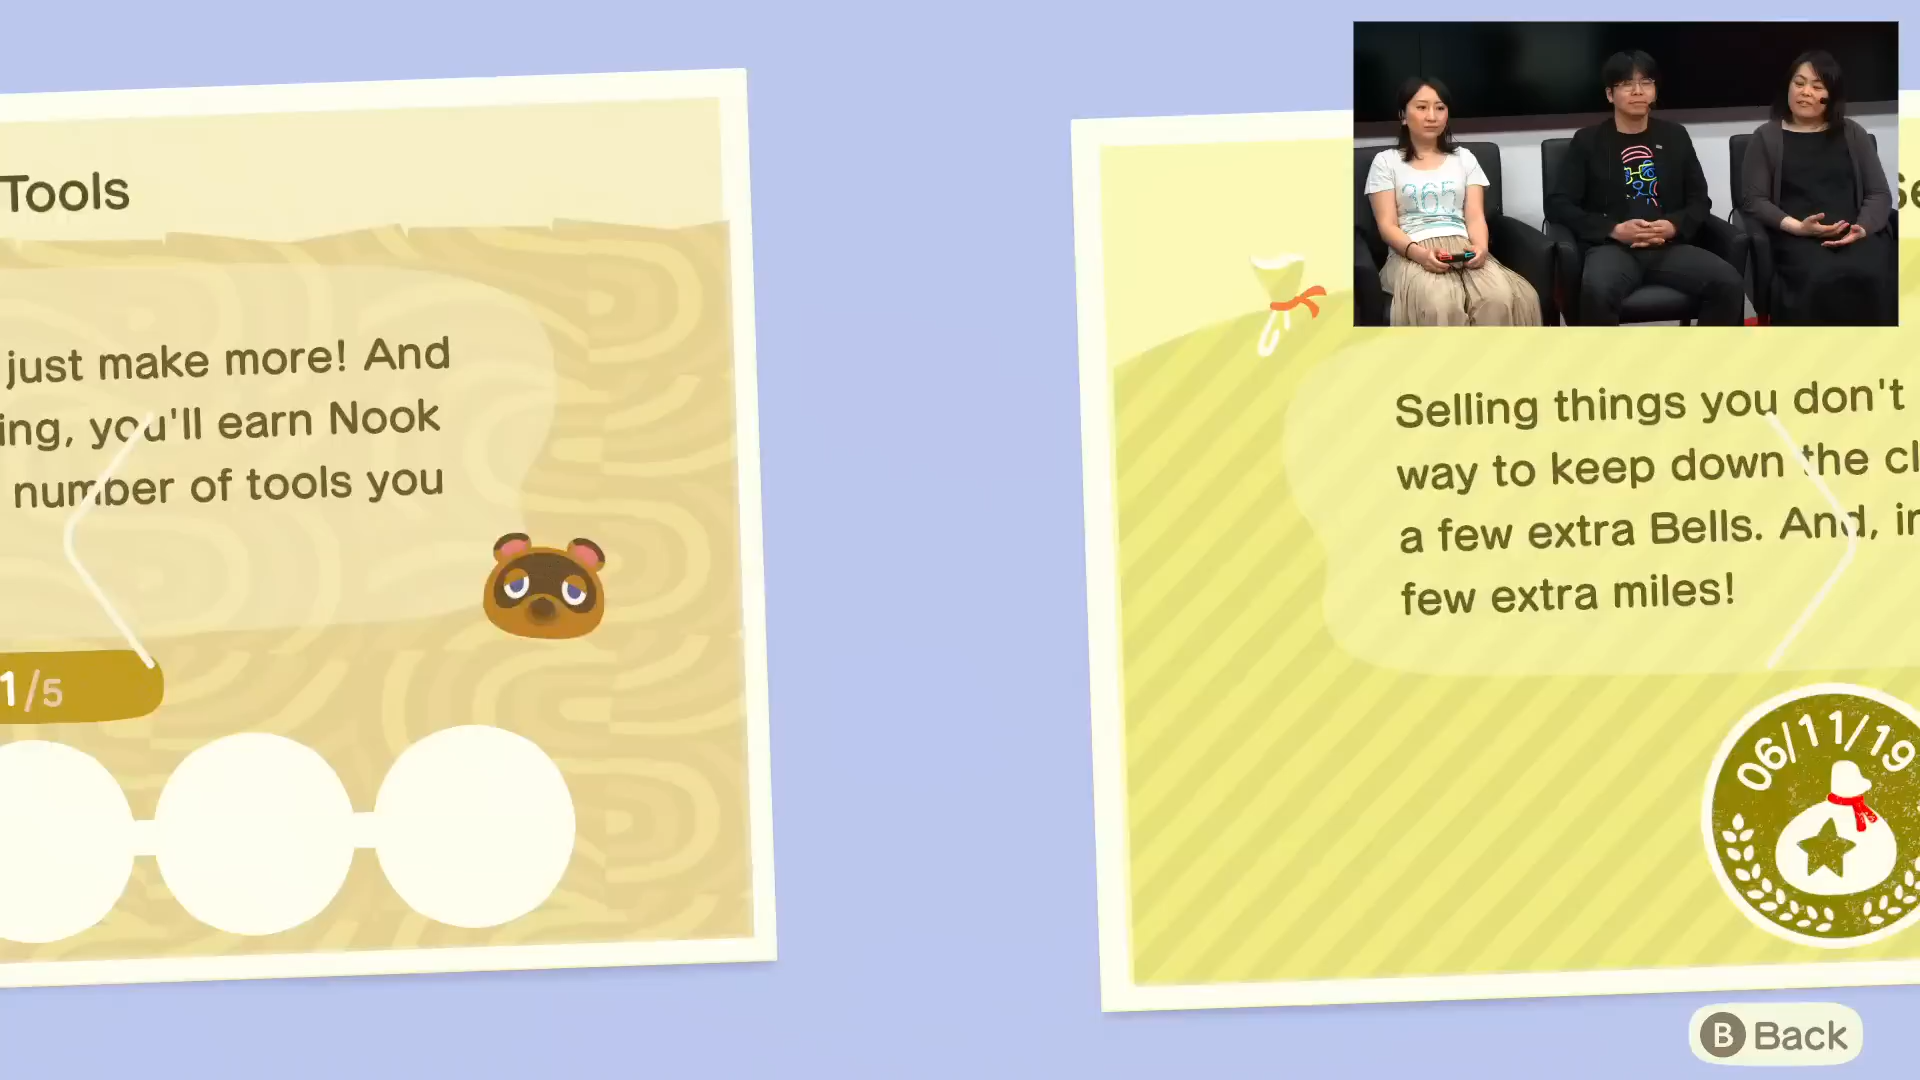 Tools
just make more! And
ing, you'll earn Nook
number of tools you
1/5
365
Se
Selling things you don't
way to keep down the cl
a few extra Bells. And, in
few extra miles!
06/11/19
B Back